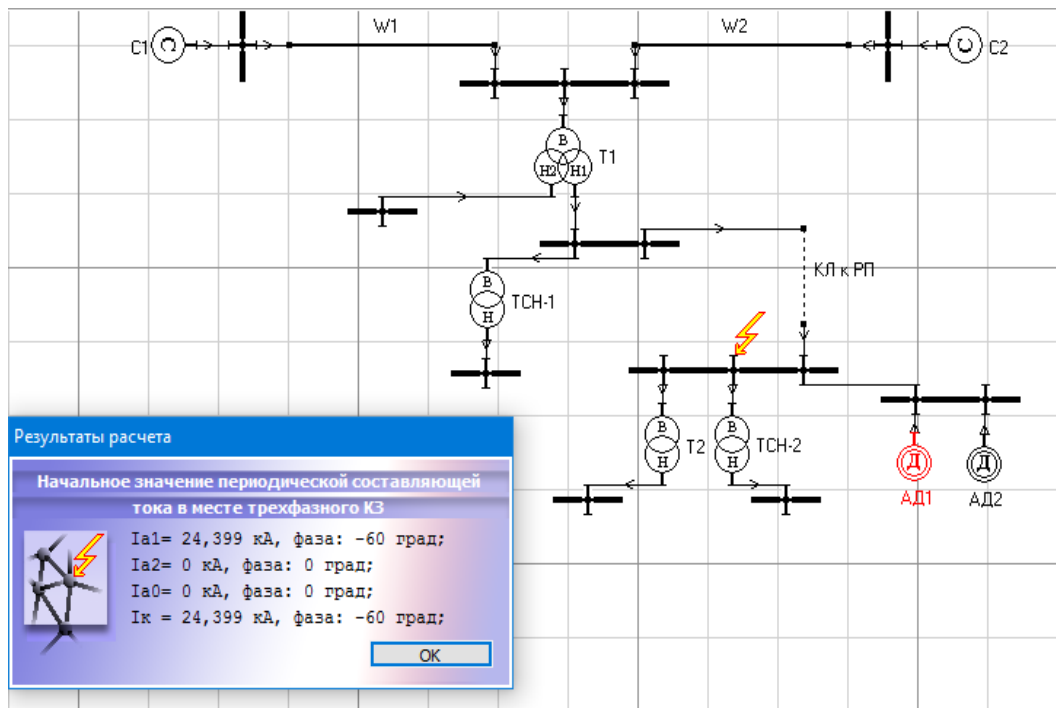 W1
W2
C1
С
С
C2
В
Н2
Н1
Т1
В
Н
ТСН-1
КЛ к РП
В
Н
Т2
В
Н
ТСН-2
Д
Д
АД1
АД2
Результаты расчета
Начальное значение периодической составляющей
тока в месте трехфазного КЗ
Ia1= 24,399 кА, фаза: -60 град;
Ia2= 0 кА, фаза: 0 град;
Ia0= 0 кА, фаза: 0 град;
Iк = 24,399 кА, фаза: -60 град;
OK